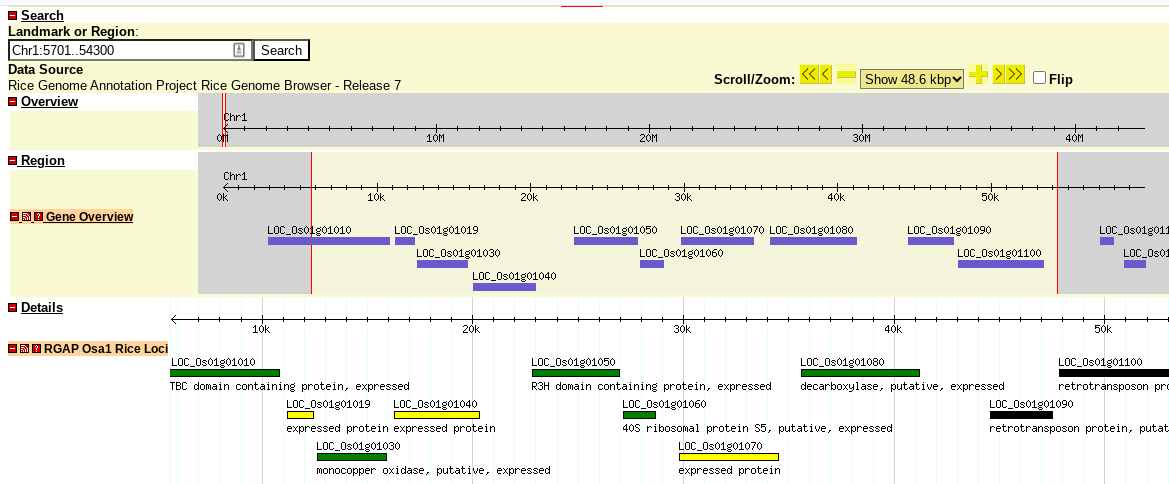 Search
Landmark or Region:
Chr1:5701..54300 Search
Data Source
Rice Genome Annotation Project Rice Genome Browser - Release 7
Scroll/Zoom: Show 48.6 kbp Flip
Overview
Chr1
0M 10M 20M 30M 40M
Region
Chr1
0k 10k 20k 30k 40k 50k
Gene Overview
LOC_Os01g01010 LOC_Os01g01019 LOC_Os01g01050 LOC_Os01g01070 LOC_Os01g01080 LOC_Os01g01090 LOC_Os01g011
LOC_Os01g01030 LOC_Os01g01060 LOC_Os01g01100 LOC_Os01
LOC_Os01g01040
Details
10k 20k 30k 40k 50k
RGAP Osa1 Rice Loci
LOC_Os01g01010 LOC_Os01g01050 LOC_Os01g01080 LOC_Os01g01100
TBC domain containing protein, expressed R3H domain containing protein, expressed decarboxylase, putative, expressed retrotransposon pro
LOC_Os01g01019 LOC_Os01g01040 LOC_Os01g01060 LOC_Os01g01090
expressed protein expressed protein 40S ribosomal protein S5, putative, expressed retrotransposon protein, putat
LOC_Os01g01030 LOC_Os01g01070
monocopper oxidase, putative, expressed expressed protein